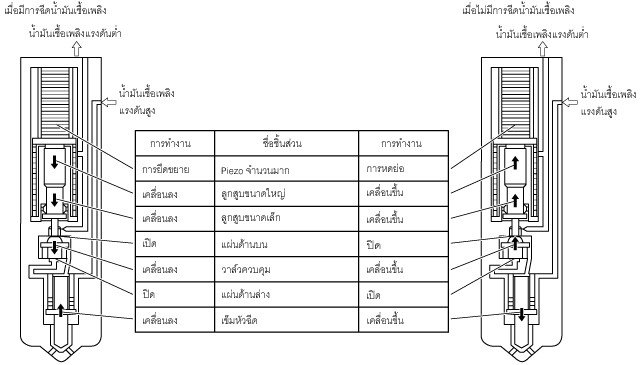 เมื่อมีการฉีดน้ำมันเชื้อเพลิง
น้ำมันเชื้อเพลิงแรงดันต่ำ
น้ำมันเชื้อเพลิง
แรงดันสูง
เมื่อไม่มีการฉีดน้ำมันเชื้อเพลิง
น้ำมันเชื้อเพลิงแรงดันต่ำ
น้ำมันเชื้อเพลิง
แรงดันสูง
การทำงาน ชื่อชิ้นส่วน การทำงาน
การยืดขยาย Piezo จำนวนมาก การหดย่อ
เคลื่อนลง ลูกสูบขนาดใหญ่ เคลื่อนขึ้น
เคลื่อนลง ลูกสูบขนาดเล็ก เคลื่อนขึ้น
เปิด แผ่นด้านบน ปิด
เคลื่อนลง วาล์วควบคุม เคลื่อนขึ้น
ปิด แผ่นด้านล่าง เปิด
เคลื่อนลง เข็มหัวฉีด เคลื่อนขึ้น